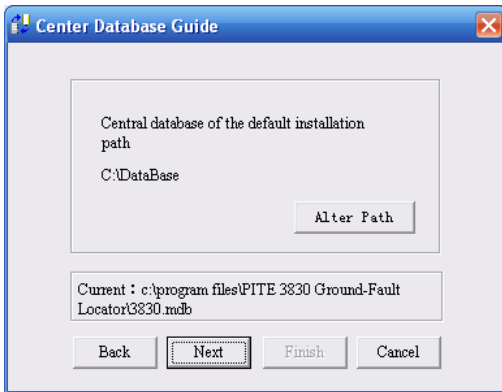 Center Database Guide
Central database of the default installation
path
C:\DataBase
Alter Path
Current：c:\program files\PITE 3830 Ground-Fault
Locator\3830.mdb
Back
Next
Finish
Cancel